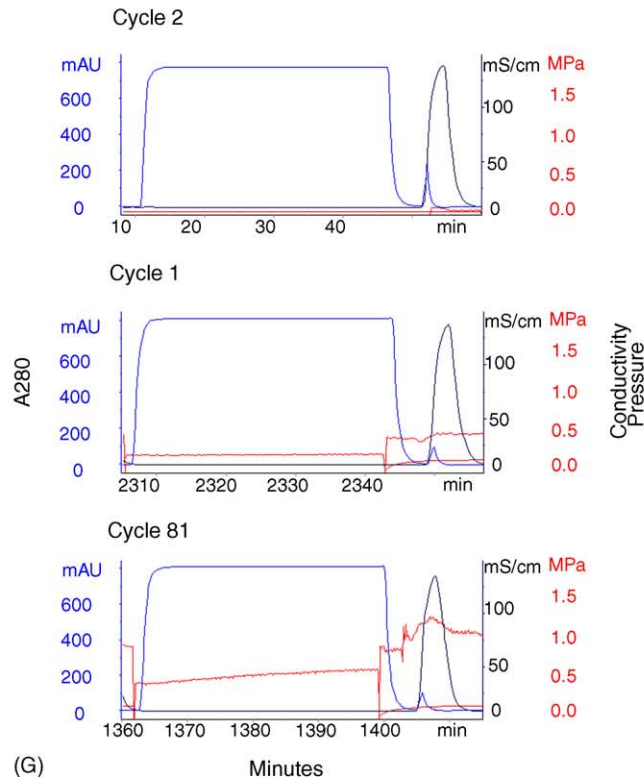 Cycle 2
mAU
mS/cm
MPa
600
400
200
0
100
50
0
1.5
1.0
0.5
0.0
10
20
30
40
min
Cycle 1
mAU
mS/cm
MPa
600
400
200
0
100
50
0
1.5
1.0
0.5
0.0
2310
2320
2330
2340
min
A280
Conductivity
Pressure
Cycle 81
mAU
mS/cm
MPa
600
400
200
0
100
50
0
1.5
1.0
0.5
0.0
1360
1370
1380
1390
1400
min
(G)
Minutes